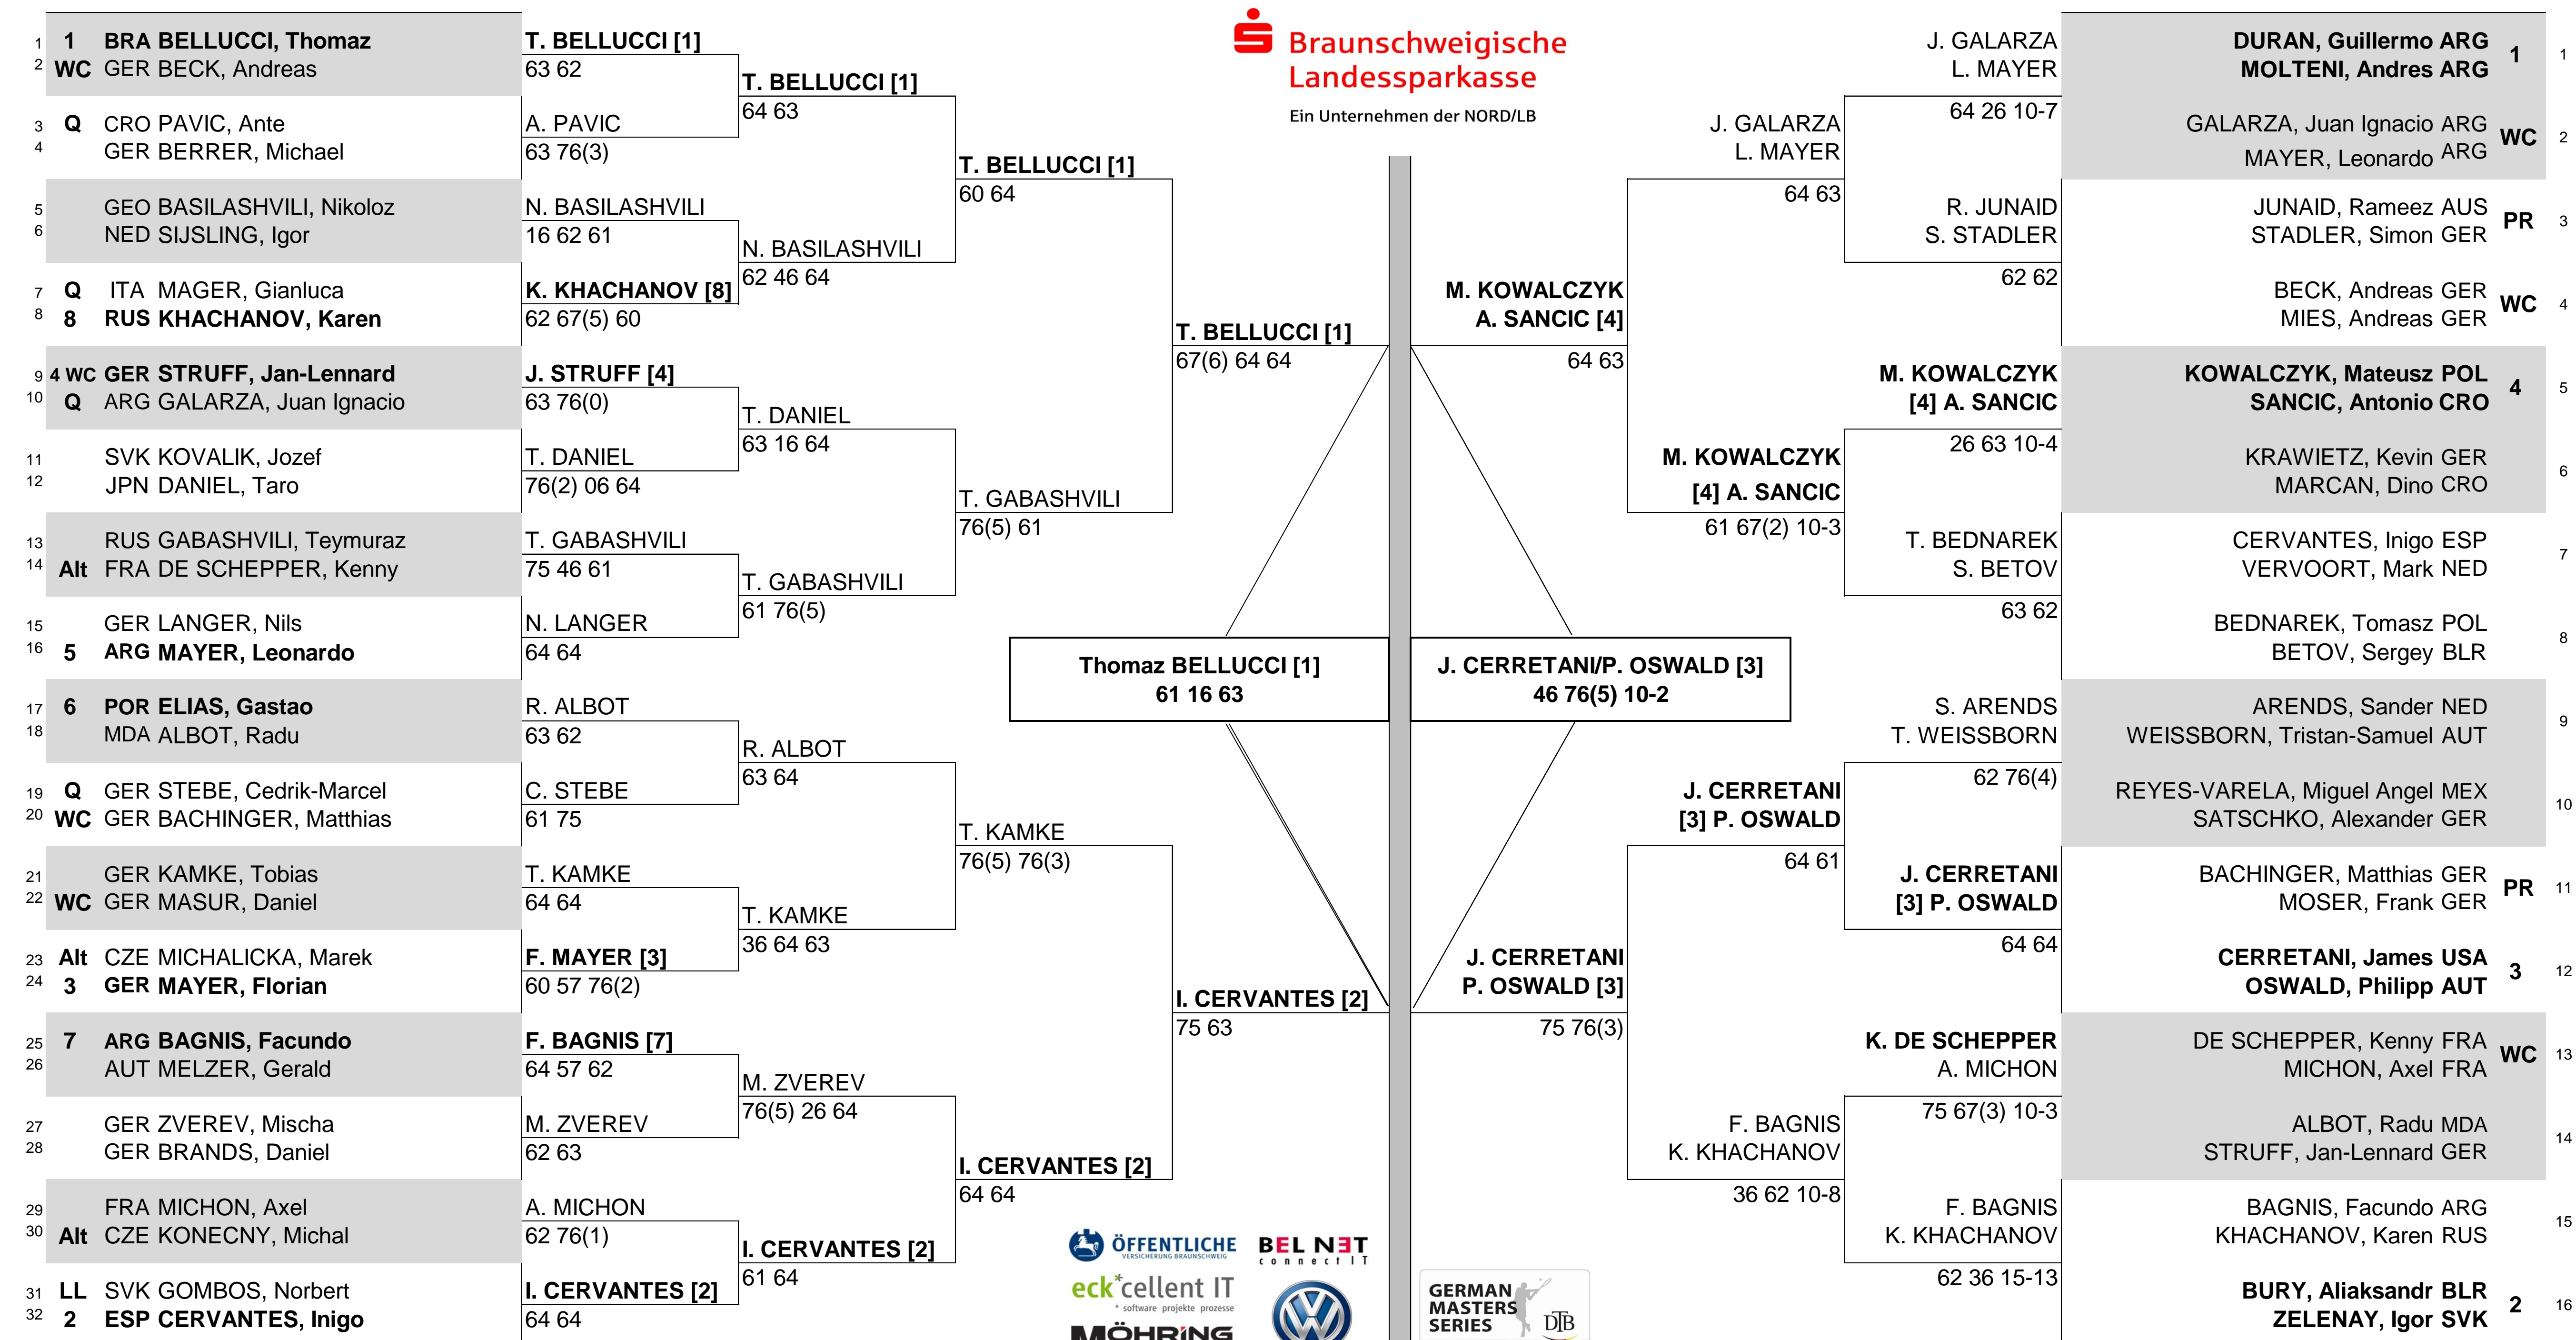 1 1 BRA BELLUCCI, Thomaz
2 WC GER BECK, Andreas
3 Q CRO PAVIC, Ante
4 GER BERRER, Michael
5 GEO BASILASHVILI, Nikoloz
6 NED SIJSLING, Igor
7 Q ITA MAGER, Gianluca
8 8 RUS KHACHANOV, Karen
9 4 WC GER STRUFF, Jan-Lennard
10 Q ARG GALARZA, Juan Ignacio
11 SVK KOVALIK, Jozef
12 JPN DANIEL, Taro
13 RUS GABASHVILI, Teymuraz
14 Alt FRA DE SCHEPPER, Kenny
15 GER LANGER, Nils
16 5 ARG MAYER, Leonardo
17 6 POR ELIAS, Gastao
18 MDA ALBOT, Radu
19 Q GER STEBE, Cedrik-Marcel
20 WC GER BACHINGER, Matthias
21 GER KAMKE, Tobias
22 WC GER MASUR, Daniel
23 Alt CZE MICHALICKA, Marek
24 3 GER MAYER, Florian
25 7 ARG BAGNIS, Facundo
26 AUT MELZER, Gerald
27 GER ZVEREV, Mischa
28 GER BRANDS, Daniel
29 FRA MICHON, Axel
30 Alt CZE KONECNY, Michal
31 LL SVK GOMBOS, Norbert
32 2 ESP CERVANTES, Inigo
T. BELLUCCI [1]
63 62
A. PAVIC
63 76(3)
N. BASILASHVILI
16 62 61
K. KHACHANOV [8]
62 67(5) 60
J. STRUFF [4]
63 76(0)
T. DANIEL
76(2) 06 64
T. GABASHVILI
75 46 61
N. LANGER
64 64
R. ALBOT
63 62
C. STEBE
61 75
T. KAMKE
64 64
F. MAYER [3]
60 57 76(2)
F. BAGNIS [7]
64 57 62
M. ZVEREV
62 63
A. MICHON
62 76(1)
I. CERVANTES [2]
64 64
T. BELLUCCI [1]
64 63
N. BASILASHVILI
62 46 64
T. DANIEL
63 16 64
T. GABASHVILI
61 76(5)
R. ALBOT
63 64
T. KAMKE
36 64 63
M. ZVEREV
76(5) 26 64
I. CERVANTES [2]
61 64
T. BELLUCCI [1]
60 64
T. GABASHVILI
76(5) 61
T. KAMKE
76(5) 76(3)
I. CERVANTES [2]
64 64
T. BELLUCCI [1]
67(6) 64 64
I. CERVANTES [2]
75 63
Thomaz BELLUCCI [1]
61 16 63
Braunschweigische
Landessparkasse
Ein Unternehmen der NORD/LB
J. CERRETANI/P. OSWALD [3]
46 76(5) 10-2
M. KOWALCZYK
A. SANCIC [4]
64 63
J. CERRETANI
P. OSWALD [3]
75 76(3)
J. GALARZA
L. MAYER
64 63
M. KOWALCZYK
[4] A. SANCIC
61 67(2) 10-3
J. CERRETANI
[3] P. OSWALD
64 61
F. BAGNIS
K. KHACHANOV
36 62 10-8
J. GALARZA
L. MAYER
64 26 10-7
R. JUNAID
S. STADLER
62 62
M. KOWALCZYK
[4] A. SANCIC
26 63 10-4
T. BEDNAREK
S. BETOV
63 62
S. ARENDS
T. WEISSBORN
62 76(4)
J. CERRETANI
[3] P. OSWALD
64 64
K. DE SCHEPPER
A. MICHON
75 67(3) 10-3
F. BAGNIS
K. KHACHANOV
62 36 15-13
DURAN, Guillermo ARG
MOLTENI, Andres ARG
1 1
GALARZA, Juan Ignacio ARG
MAYER, Leonardo ARG
WC 2
JUNAID, Rameez AUS
STADLER, Simon GER
PR 3
BECK, Andreas GER
MIES, Andreas GER
WC 4
KOWALCZYK, Mateusz POL
SANCIC, Antonio CRO
4 5
KRAWIETZ, Kevin GER
MARCAN, Dino CRO
6
CERVANTES, Inigo ESP
VERVOORT, Mark NED
7
BEDNAREK, Tomasz POL
BETOV, Sergey BLR
8
ARENDS, Sander NED
WEISSBORN, Tristan-Samuel AUT
9
REYES-VARELA, Miguel Angel MEX
SATSCHKO, Alexander GER
10
BACHINGER, Matthias GER
MOSER, Frank GER
PR 11
CERRETANI, James USA
OSWALD, Philipp AUT
3 12
DE SCHEPPER, Kenny FRA
MICHON, Axel FRA
WC 13
ALBOT, Radu MDA
STRUFF, Jan-Lennard GER
14
BAGNIS, Facundo ARG
KHACHANOV, Karen RUS
15
BURY, Aliaksandr BLR
ZELENAY, Igor SVK
2 16
ÖFFENTLICHE
VERSICHERUNG BRAUNSCHWEIG
BEL NET
connect IT
eck*cellent IT
* software projekte prozesse
MÖHRING
GERMAN
MASTERS
SERIES
DTB